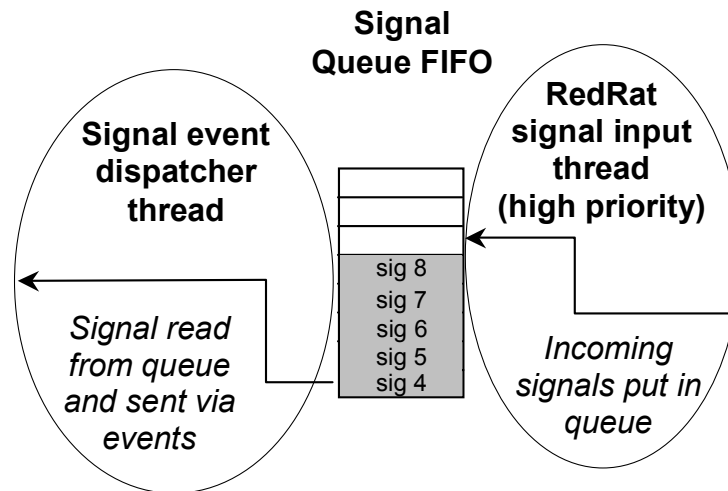 Signal
Queue FIFO
Signal event
dispatcher
thread
RedRat
signal input
thread
(high priority)
sig 8
sig 7
sig 6
sig 5
sig 4
Signal read
from queue
and sent via
events
Incoming
signals put in
queue